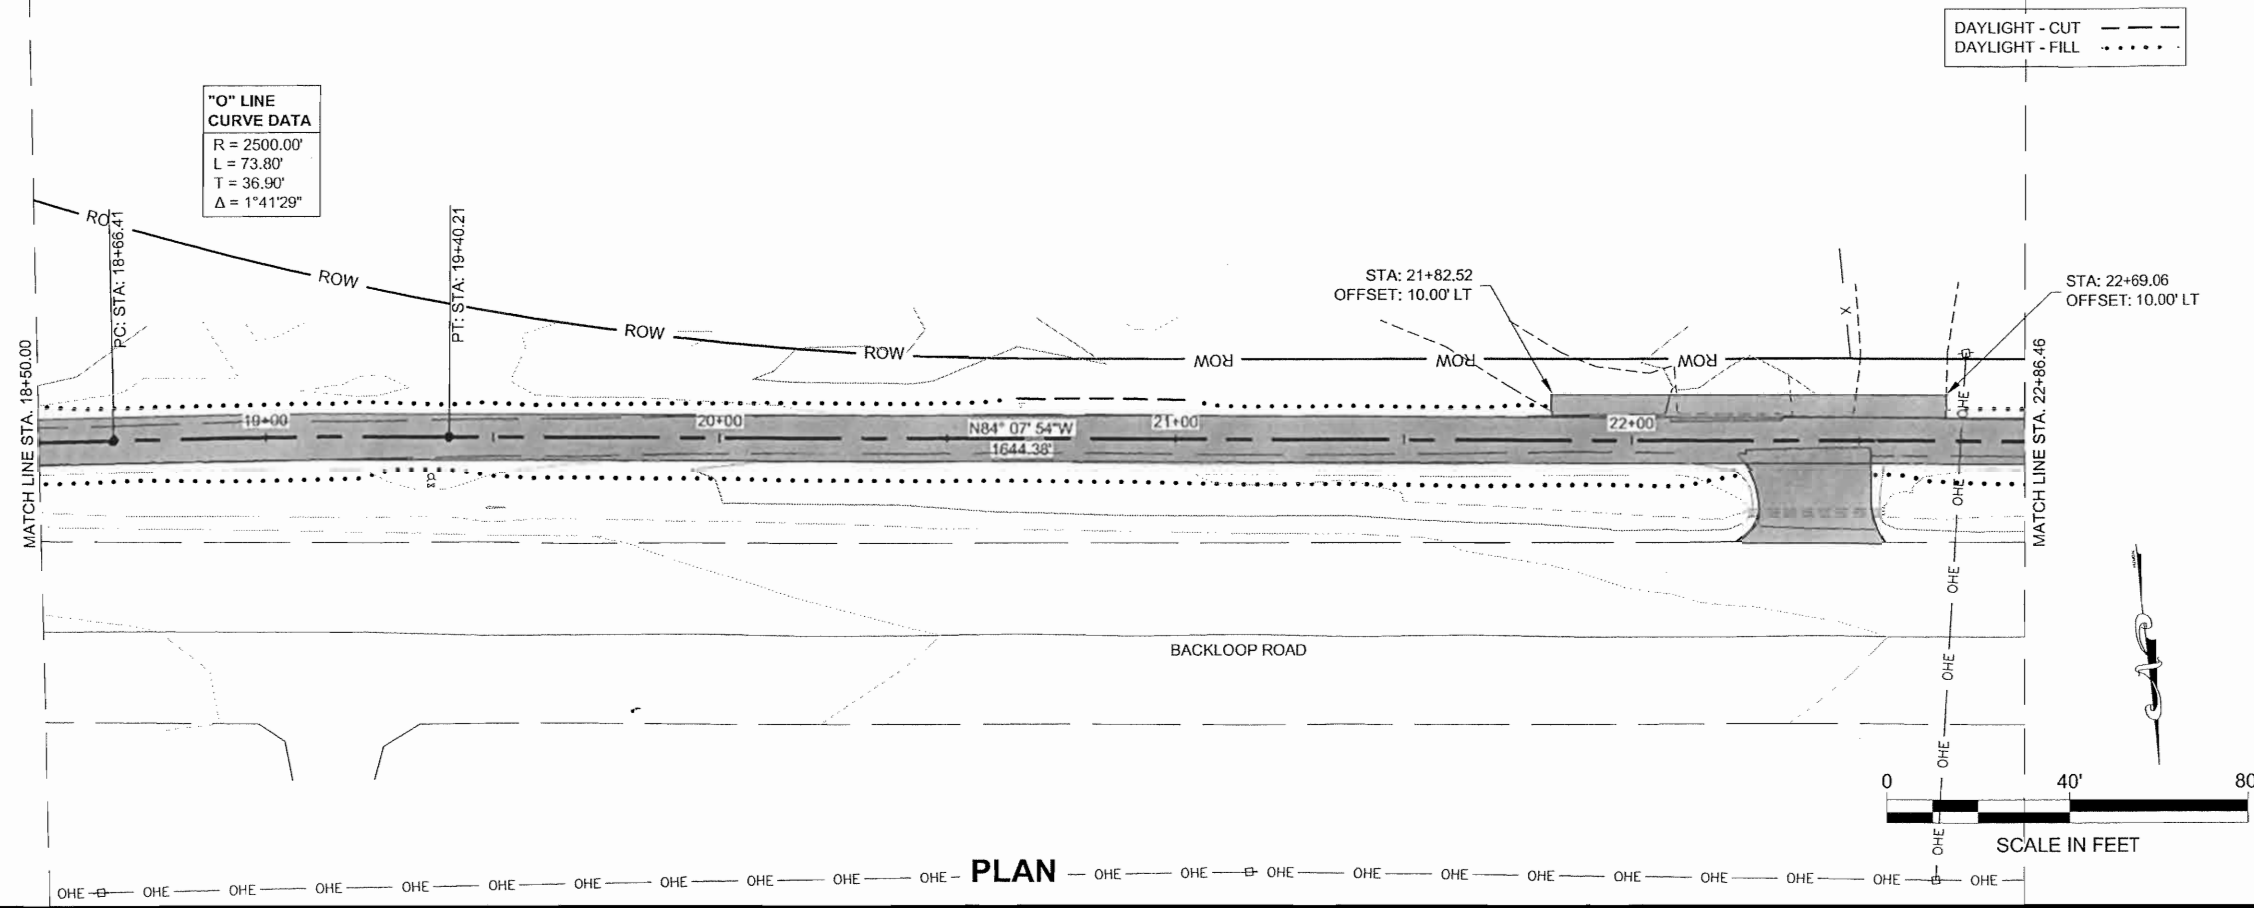 DAYLIGHT - CUT
DAYLIGHT - FILL
"O" LINE
CURVE DATA
R = 2500.00'
L = 73.80'
T = 36.90'
Δ = 1°41'29"
ROW
PC: STA: 18+66.41
ROW
PT: STA: 19+40.21
ROW
ROW
ROW
ROW
ROW
STA: 21+82.52
OFFSET: 10.00' LT
X
STA: 22+69.06
OFFSET: 10.00' LT
MATCH LINE STA. 18+50.00
19+00
20+00
N84° 07' 54"W
1644.38'
21+00
22+00
MATCH LINE STA. 22+86.46
OHE
OHE
OHE
OHE
OHE
OHE
BACKLOOP ROAD
0 40' 80
SCALE IN FEET
OHE OHE OHE OHE OHE OHE OHE OHE OHE OHE OHE PLAN OHE OHE OHE OHE OHE OHE OHE OHE OHE OHE OHE